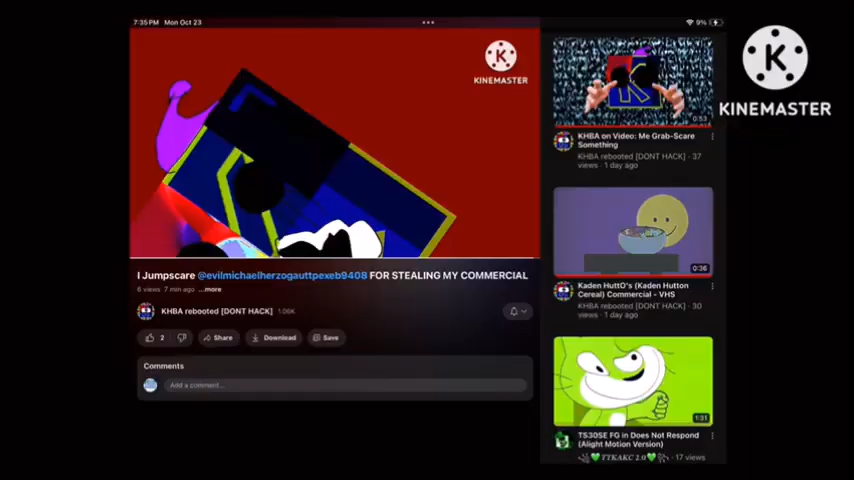 7:35 PM Mon Oct 23
9%
KINEMASTER
KINEMASTER
I Jumpscare @evilmichaelherzogauttpexeb9408 FOR STEALING MY COMMERCIAL
6 views 7 min ago ...more
KHBA rebooted [DONT HACK] 1.06K
2 Share Download Save
Comments
Add a comment...
0:53
KHBA on Video: Me Grab-Scare
Something
KHBA rebooted [DONT HACK] · 37
views · 1 day ago
0:36
Kaden HuttO's (Kaden Hutton
Cereal) Commercial - VHS
KHBA rebooted [DONT HACK] · 30
views · 1 day ago
1:31
TS30SE FG in Does Not Respond
(Alight Motion Version)
💚 TTKAKC 2.0 💚 · 17 views